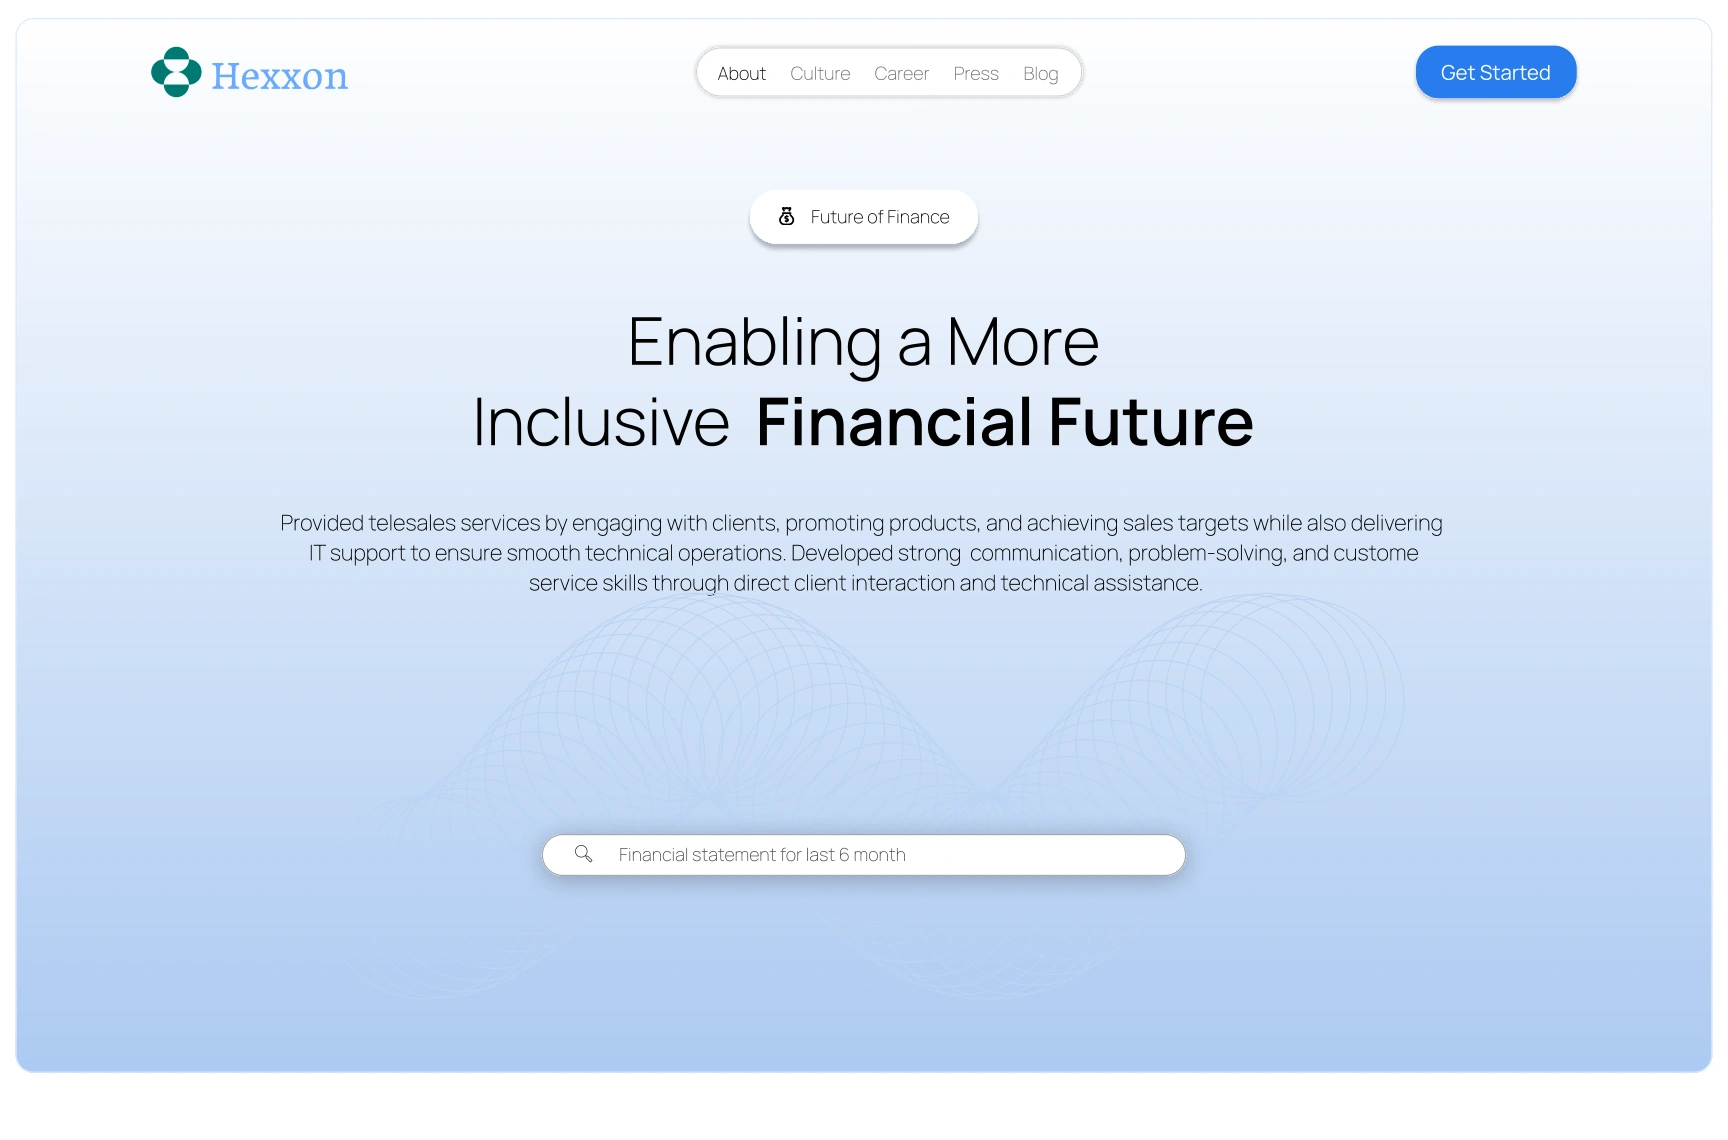 Hexxon
About Culture Career Press Blog
Get Started
Future of Finance
Enabling a More
Inclusive Financial Future
Provided telesales services by engaging with clients, promoting products, and achieving sales targets while also delivering
IT support to ensure smooth technical operations. Developed strong communication, problem-solving, and custome
service skills through direct client interaction and technical assistance.
Financial statement for last 6 month